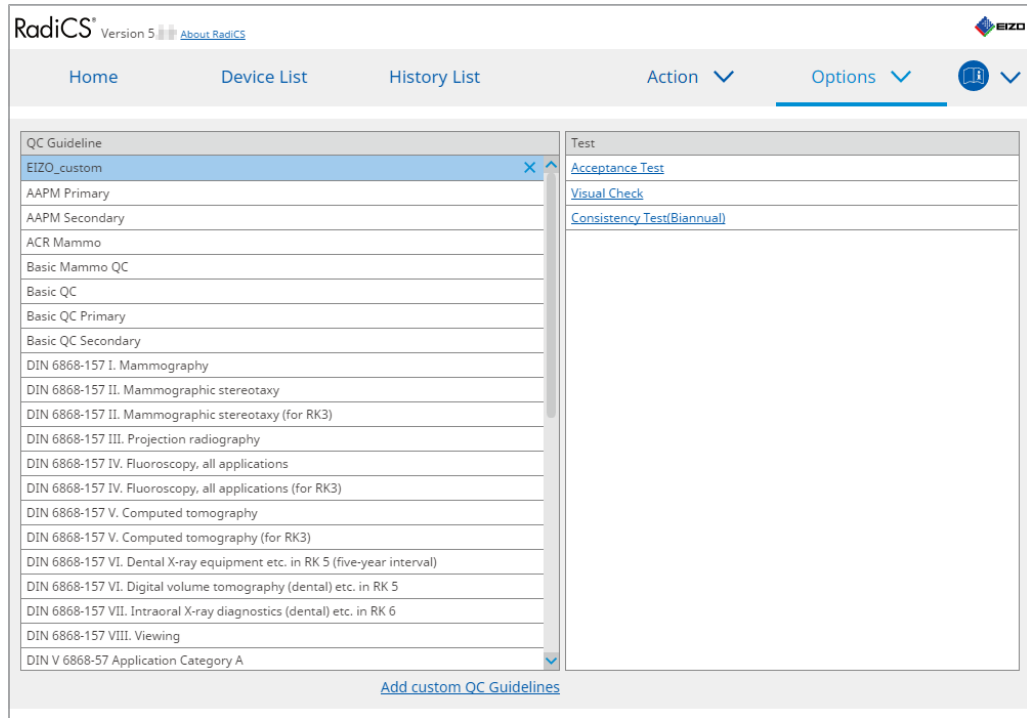 RadiCS® Version 5. About RadiCS
EIZO
Home Device List History List Action Options
QC Guideline
EIZO_custom
AAPM Primary
AAPM Secondary
ACR Mammo
Basic Mammo QC
Basic QC
Basic QC Primary
Basic QC Secondary
DIN 6868-157 I. Mammography
DIN 6868-157 II. Mammographic stereotaxy
DIN 6868-157 II. Mammographic stereotaxy (for RK3)
DIN 6868-157 III. Projection radiography
DIN 6868-157 IV. Fluoroscopy, all applications
DIN 6868-157 IV. Fluoroscopy, all applications (for RK3)
DIN 6868-157 V. Computed tomography
DIN 6868-157 V. Computed tomography (for RK3)
DIN 6868-157 VI. Dental X-ray equipment etc. in RK 5 (five-year interval)
DIN 6868-157 VI. Digital volume tomography (dental) etc. in RK 5
DIN 6868-157 VII. Intraoral X-ray diagnostics (dental) etc. in RK 6
DIN 6868-157 VIII. Viewing
DIN V 6868-57 Application Category A
Test
Acceptance Test
Visual Check
Consistency Test(Biannual)
Add custom QC Guidelines